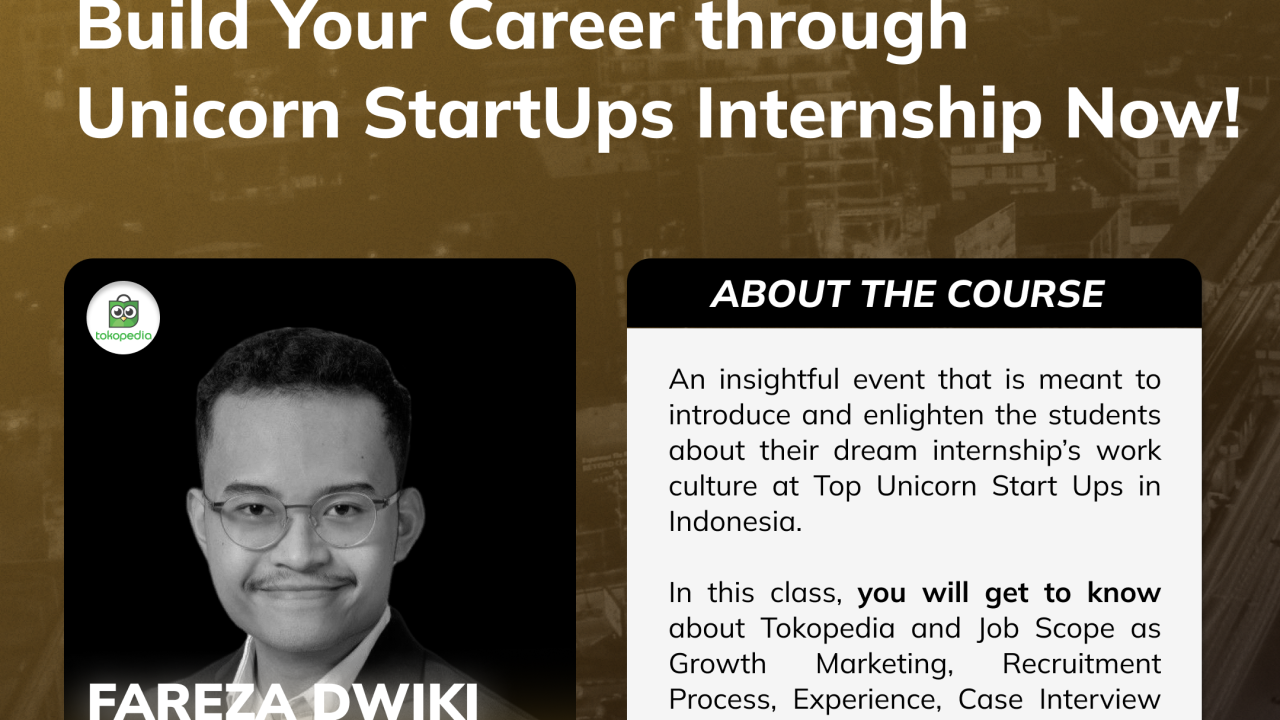 Build Your Career through
Unicorn StartUps Internship Now!
tokopedia
FAREZA DWIKI
ABOUT THE COURSE
An insightful event that is meant to
introduce and enlighten the students
about their dream internship’s work
culture at Top Unicorn Start Ups in
Indonesia.
In this class, you will get to know
about Tokopedia and Job Scope as
Growth Marketing, Recruitment
Process, Experience, Case Interview